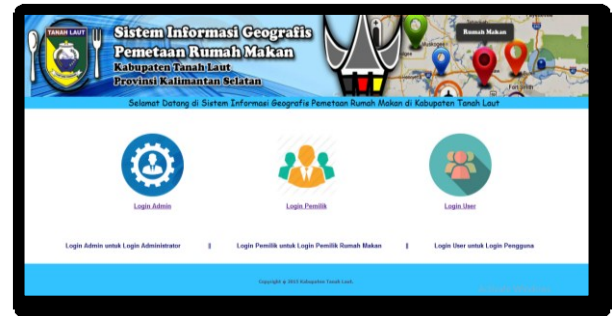 TANAH LAUT
Sistem Informasi Geografis
Pemetaan Rumah Makan
Kabupaten Tanah Laut
Provinsi Kalimantan Selatan
Rumah Makan
Muskogee
Fort Smith
Selamat Datang di Sistem Informasi Geografis Pemetaan Rumah Makan di Kabupaten Tanah Laut
Login Admin
Login Pemilik
Login User
Login Admin untuk Login Administrator || Login Pemilik untuk Login Pemilik Rumah Makan || Login User untuk Login Pengguna
Copyright @ 2015 Kabupaten Tanah Laut.